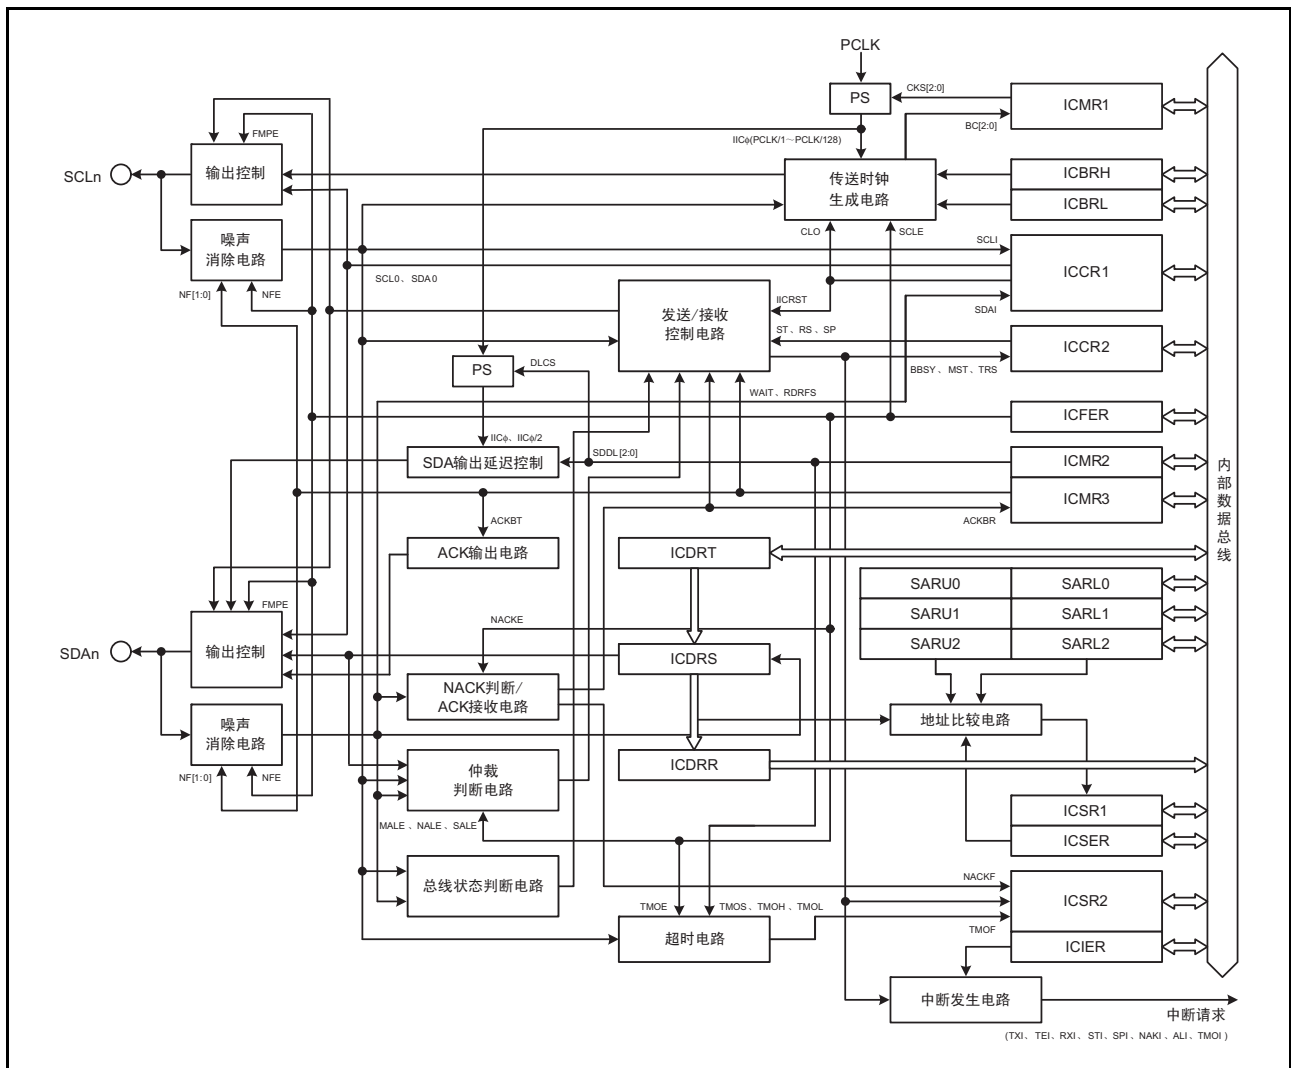 PCLK
PS
CKS[2:0]
ICMR1
BC[2:0]
IICφ(PCLK/1～PCLK/128)
FMPE
SCLn
输出控制
传送时钟
生成电路
ICBRH
ICBRL
噪声
消除电路
CLO
SCLE
SCLI
ICCR1
SCL0、SDA0
NF[1:0]
NFE
IICRST
SDAI
发送/接收
控制电路
ST、RS、SP
ICCR2
BBSY、MST、TRS
PS
DLCS
WAIT、RDRFS
ICFER
IICφ、IICφ/2
SDDL[2:0]
SDA输出延迟控制
ICMR2
ICMR3
ACKBT
ACKBR
ACK输出电路
ICDRT
内部数据总线
SARU0
SARL0
SARU1
SARL1
SARU2
SARL2
FMPE
NACKE
SDAn
输出控制
ICDRS
NACK判断/
ACK接收电路
噪声
消除电路
地址比较电路
NF[1:0]
NFE
仲裁
判断电路
ICDRR
ICSR1
ICSER
MALE、NALE、SALE
总线状态判断电路
NACKF
ICSR2
TMOE
TMOS、TMOH、TMOL
TMOF
超时电路
ICIER
中断发生电路
中断请求
(TXI、TEI、RXI、STI、SPI、NAKI、ALI、TMOI)